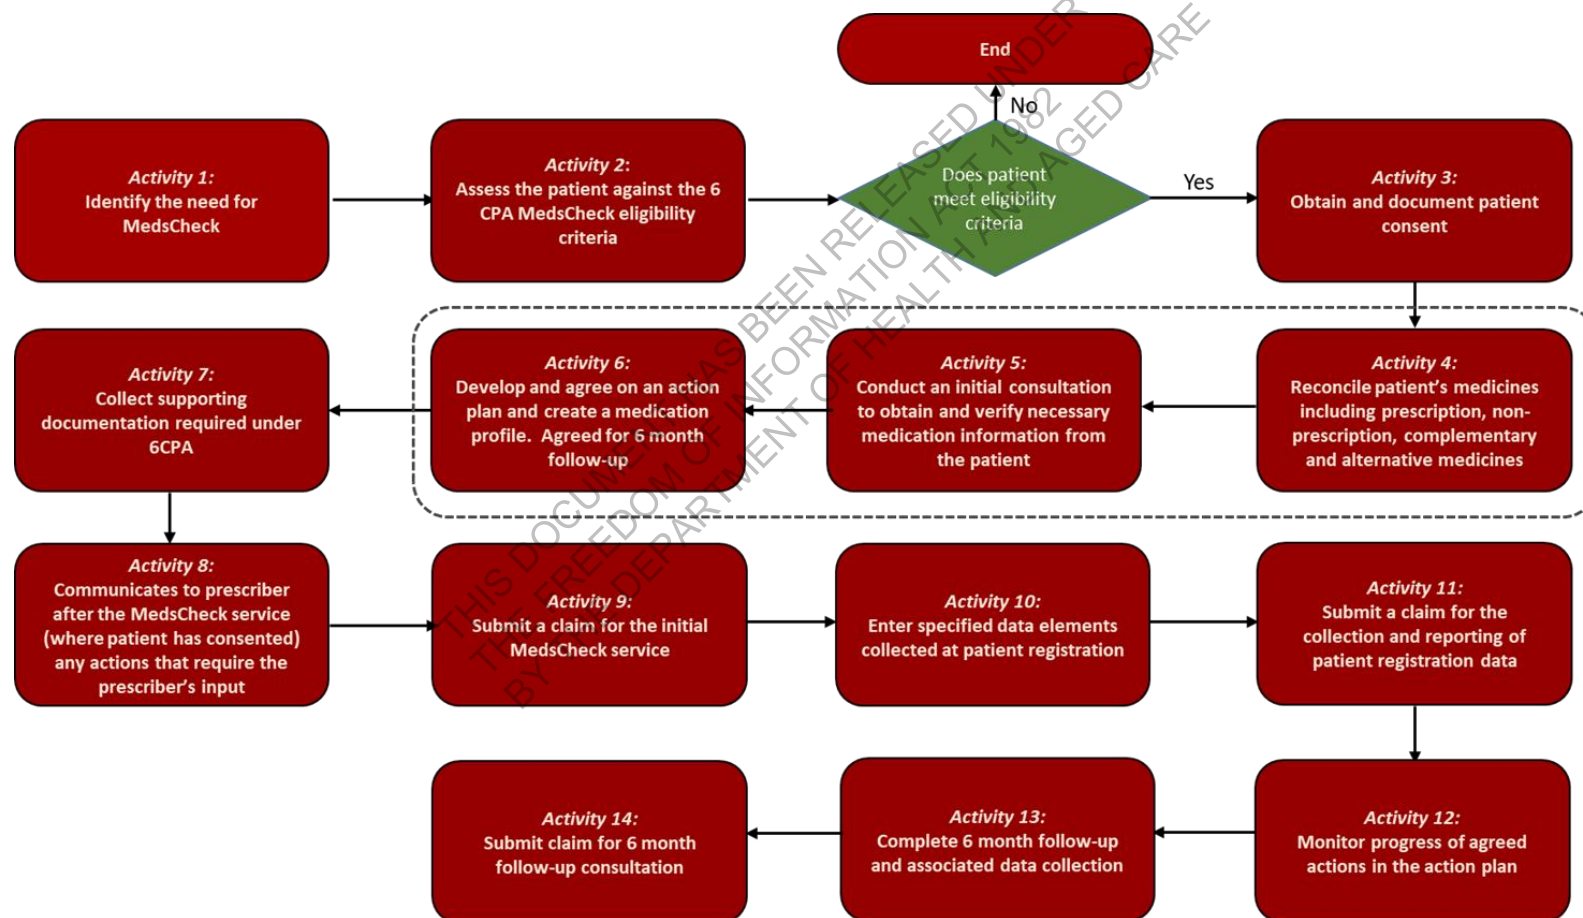 End
No
Activity 1:
Identify the need for
MedsCheck
Activity 2:
Assess the patient against the 6
CPA MedsCheck eligibility
criteria
Does patient
meet eligibility
criteria
Yes
Activity 3:
Obtain and document patient
consent
Activity 4:
Reconcile patient's medicines
including prescription, non-
prescription, complementary
and alternative medicines
Activity 5:
Conduct an initial consultation
to obtain and verify necessary
medication information from
the patient
Activity 6:
Develop and agree on an action
plan and create a medication
profile.  Agreed for 6 month
follow-up
Activity 7:
Collect supporting
documentation required under
6CPA
Activity 8:
Communicates to prescriber
after the MedsCheck service
(where patient has consented)
any actions that require the
prescriber's input
Activity 9:
Submit a claim for the initial
MedsCheck service
Activity 10:
Enter specified data elements
collected at patient registration
Activity 11:
Submit a claim for the
collection and reporting of
patient registration data
Activity 12:
Monitor progress of agreed
actions in the action plan
Activity 13:
Complete 6 month follow-up
and associated data collection
Activity 14:
Submit claim for 6 month
follow-up consultation
THIS DOCUMENT HAS BEEN RELEASED UNDER
THE FREEDOM OF INFORMATION ACT 1982
BY THE DEPARTMENT OF HEALTH AND AGED CARE